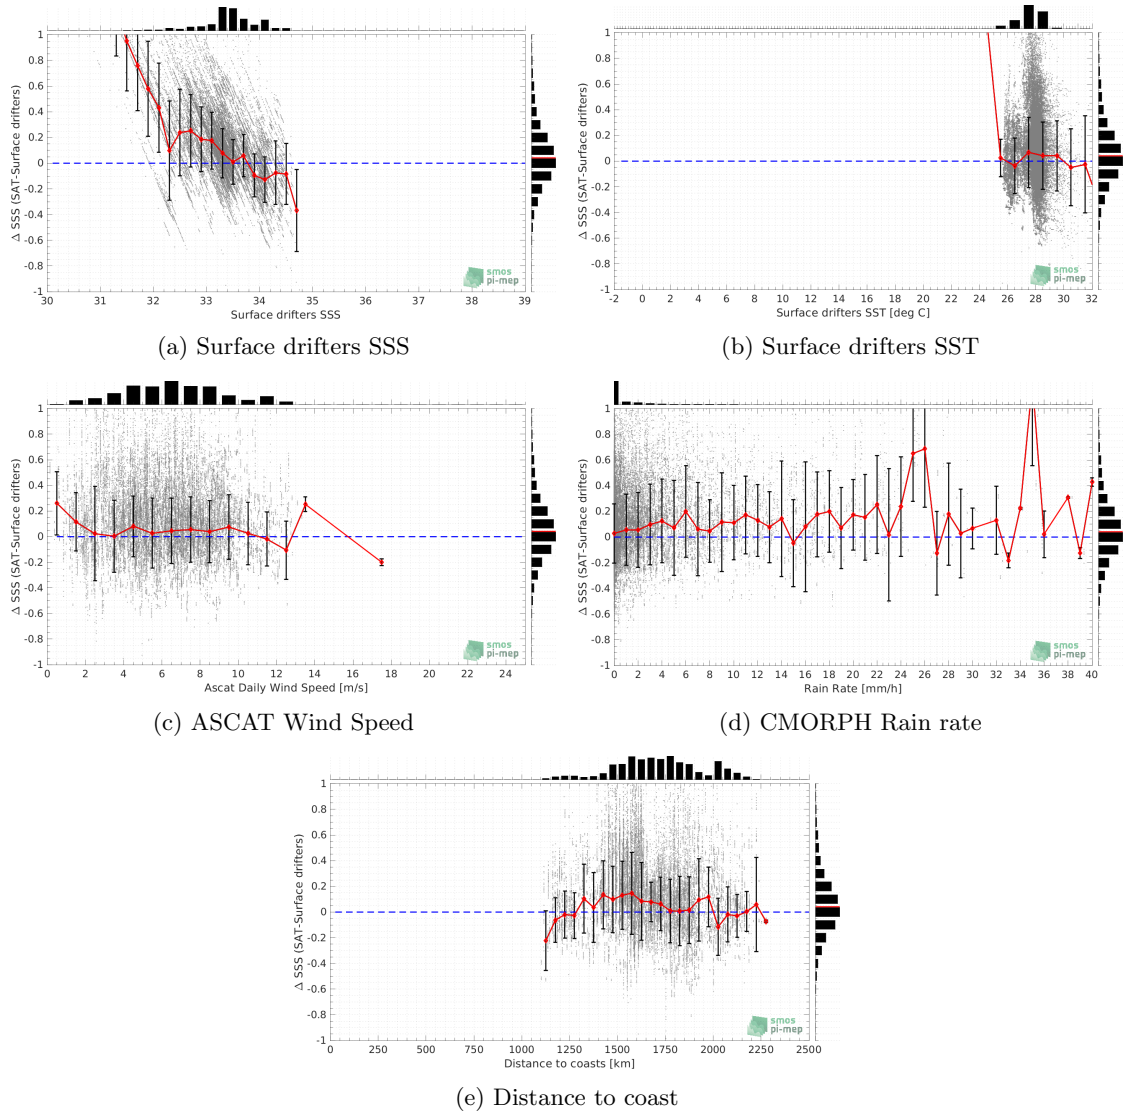 1
0.8
0.6
0.4
0.2
0
-0.2
-0.4
-0.6
-0.8
-1
Δ SSS (SAT-Surface drifters)
smos
pi-mep
30 31 32 33 34 35 36 37 38 39
Surface drifters SSS
(a) Surface drifters SSS
1
0.8
0.6
0.4
0.2
0
-0.2
-0.4
-0.6
-0.8
-1
Δ SSS (SAT-Surface drifters)
smos
pi-mep
-2 0 2 4 6 8 10 12 14 16 18 20 22 24 26 28 30 32
Surface drifters SST [deg C]
(b) Surface drifters SST
1
0.8
0.6
0.4
0.2
0
-0.2
-0.4
-0.6
-0.8
-1
Δ SSS (SAT-Surface drifters)
smos
pi-mep
0 2 4 6 8 10 12 14 16 18 20 22 24
Ascat Daily Wind Speed [m/s]
(c) ASCAT Wind Speed
1
0.8
0.6
0.4
0.2
0
-0.2
-0.4
-0.6
-0.8
-1
Δ SSS (SAT-Surface drifters)
smos
pi-mep
0 2 4 6 8 10 12 14 16 18 20 22 24 26 28 30 32 34 36 38 40
Rain Rate [mm/h]
(d) CMORPH Rain rate
1
0.8
0.6
0.4
0.2
0
-0.2
-0.4
-0.6
-0.8
-1
Δ SSS (SAT-Surface drifters)
smos
pi-mep
0 250 500 750 1000 1250 1500 1750 2000 2250 2500
Distance to coasts [km]
(e) Distance to coast